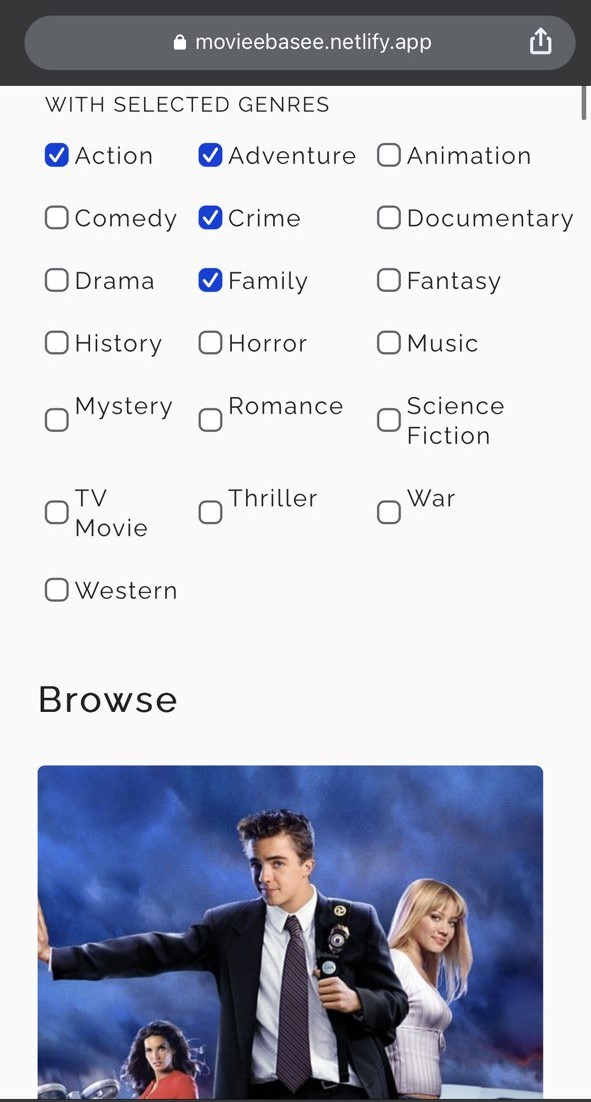 movieebasee.netlify.app
WITH SELECTED GENRES
Action Adventure Animation
Comedy Crime Documentary
Drama Family Fantasy
History Horror Music
Mystery Romance Science
Fiction
TV Thriller War
Movie
Western
Browse